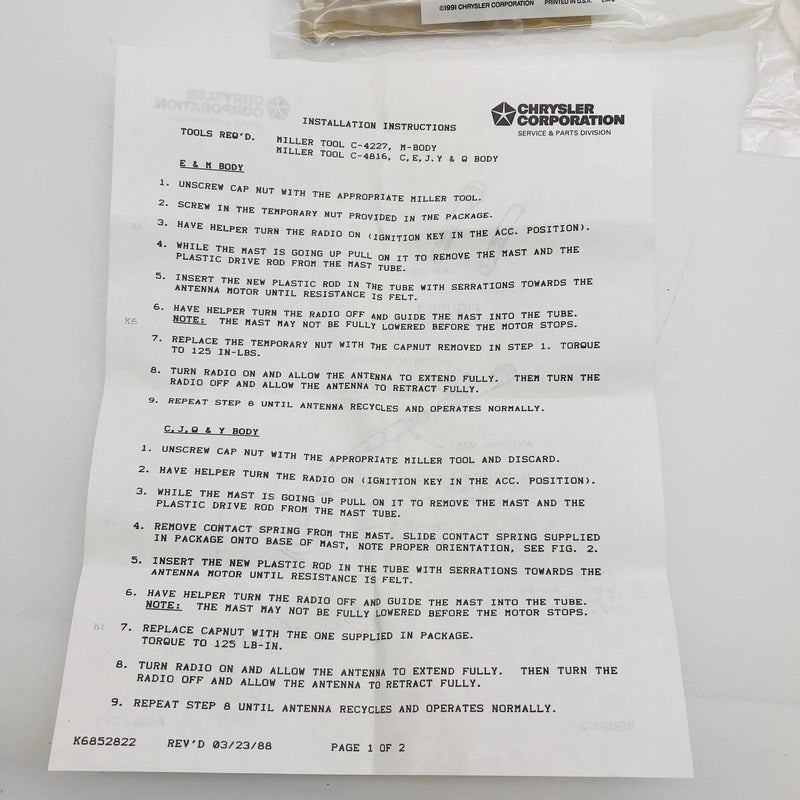 ©1991 CHRYSLER CORPORATION PRINTED IN U.S.A.
CHRYSLER
CORPORATION
SERVICE & PARTS DIVISION
INSTALLATION INSTRUCTIONS
TOOLS REQ'D. MILLER TOOL C-4227, M-BODY
MILLER TOOL C-4816, C,E,J.Y & Q BODY
E & M BODY
1. UNSCREW CAP NUT WITH THE APPROPRIATE MILLER TOOL.
2. SCREW IN THE TEMPORARY NUT PROVIDED IN THE PACKAGE.
3. HAVE HELPER TURN THE RADIO ON (IGNITION KEY IN THE ACC. POSITION).
4. WHILE THE MAST IS GOING UP PULL ON IT TO REMOVE THE MAST AND THE
PLASTIC DRIVE ROD FROM THE MAST TUBE.
5. INSERT THE NEW PLASTIC ROD IN THE TUBE WITH SERRATIONS TOWARDS THE
ANTENNA MOTOR UNTIL RESISTANCE IS FELT.
6. HAVE HELPER TURN THE RADIO OFF AND GUIDE THE MAST INTO THE TUBE.
NOTE: THE MAST MAY NOT BE FULLY LOWERED BEFORE THE MOTOR STOPS.
7. REPLACE THE TEMPORARY NUT WITH THE CAPNUT REMOVED IN STEP 1. TORQUE
TO 125 IN-LBS.
8. TURN RADIO ON AND ALLOW THE ANTENNA TO EXTEND FULLY. THEM TURN THE
RADIO OFF AND ALLOW THE ANTENNA TO RETRACT FULLY.
9. REPEAT STEP 8 UNTIL ANTENNA RECYCLES AND OPERATES NORMALLY.
C,J,Q & Y BODY
1. UNSCREW CAP NUT WITH THE APPROPRIATE MILLER TOOL AND DISCARD.
2. HAVE HELPER TURN THE RADIO ON (IGNITION KEY IN THE ACC. POSITION).
3. WHILE THE MAST IS GOING UP PULL ON IT TO REMOVE THE MAST AND THE
PLASTIC DRIVE ROD FROM THE MAST TUBE.
4. REMOVE CONTACT SPRING FROM THE MAST. SLIDE CONTACT SPRING SUPPLIED
IN PACKAGE ONTO BASE OF MAST, NOTE PROPER ORIENTATION, SEE FIG. 2.
5. INSERT THE NEW PLASTIC ROD IN THE TUBE WITH SERRATIONS TOWARDS THE
ANTENNA MOTOR UNTIL RESISTANCE IS FELT.
6. HAVE HELPER TURN THE RADIO OFF AND GUIDE THE MAST INTO THE TUBE.
NOTE: THE MAST MAY NOT BE FULLY LOWERED BEFORE THE MOTOR STOPS.
7. REPLACE CAPNUT WITH THE ONE SUPPLIED IN PACKAGE.
TORQUE TO 125 LB-IN.
8. TURN RADIO ON AND ALLOW THE ANTENNA TO EXTEND FULLY. THEN TURN THE
RADIO OFF AND ALLOW THE ANTENNA TO RETRACT FULLY.
9. REPEAT STEP 8 UNTIL ANTENNA RECYCLES AND OPERATES NORMALLY.
K6852822 REV'D 03/23/88 PAGE 1 OF 2